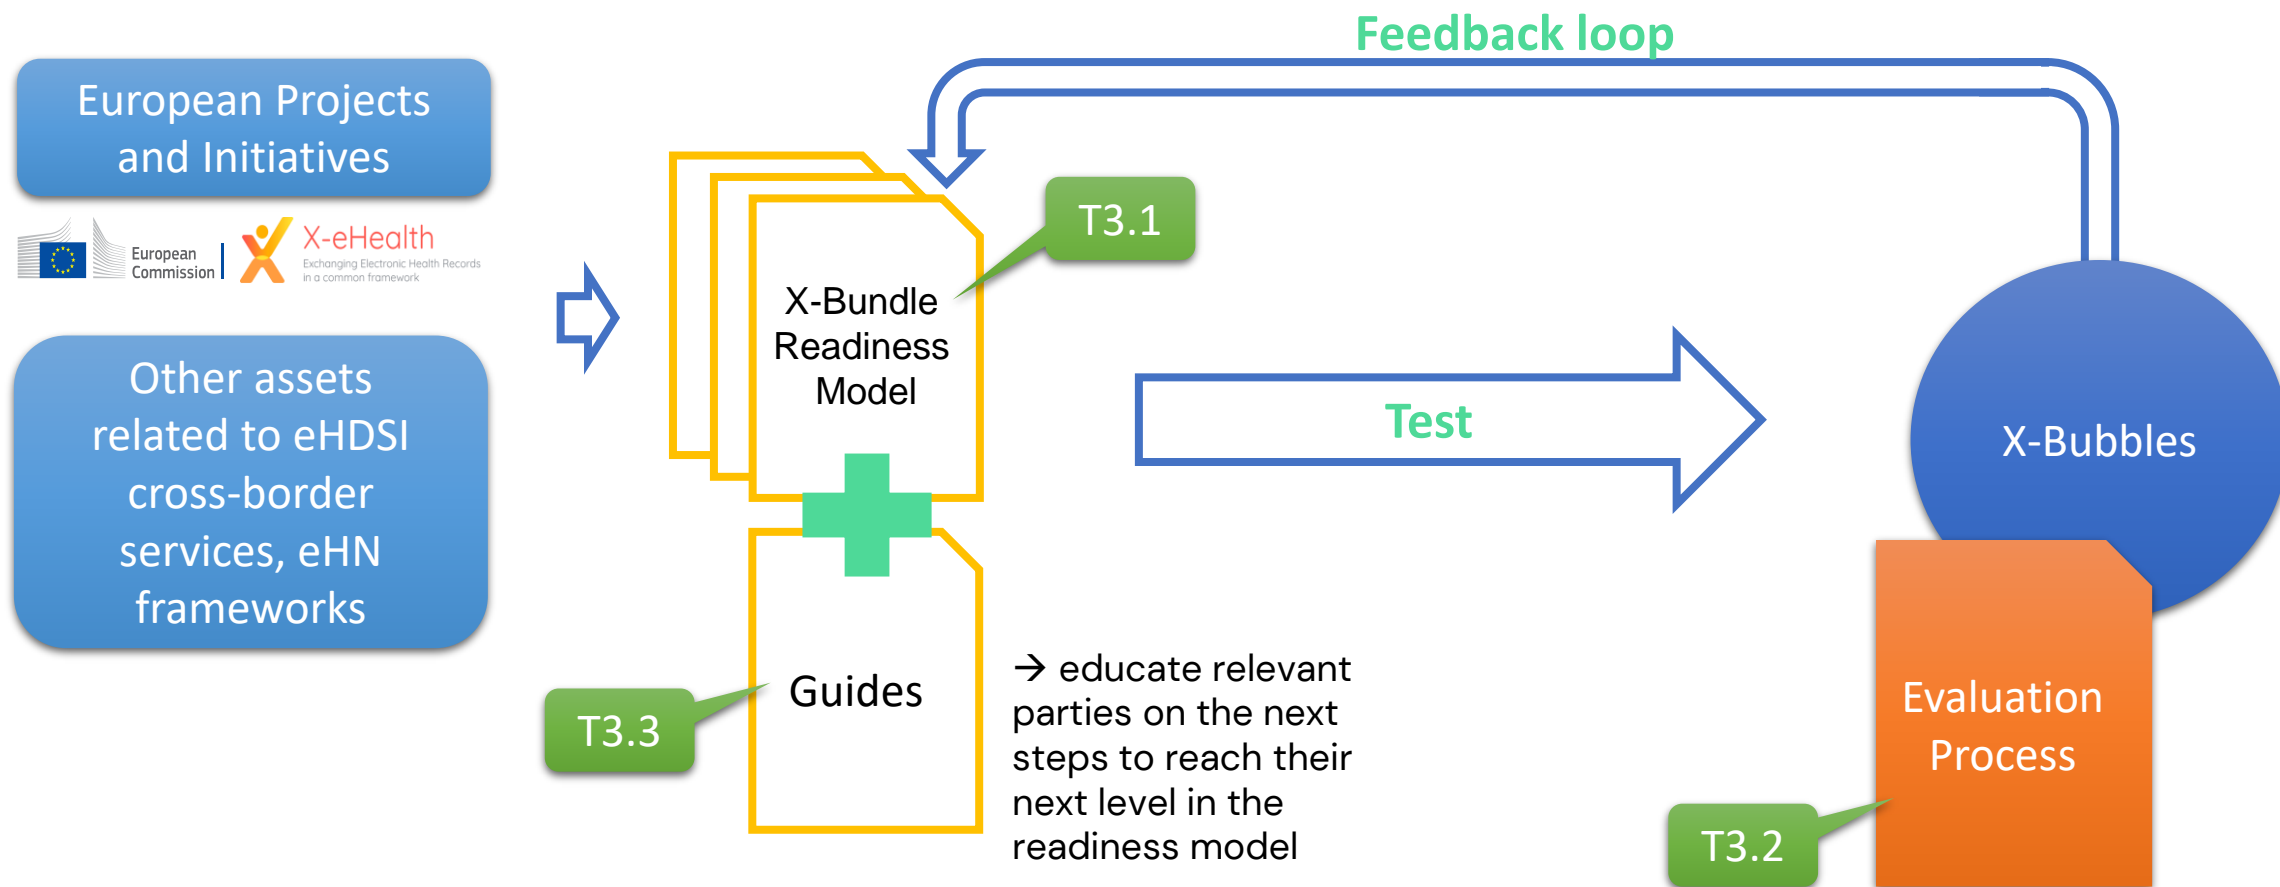 Feedback loop
European Projects
and Initiatives
European
Commission
X-eHealth
Exchanging Electronic Health Records
in a common framework
Other assets
related to eHDSI
cross-border
services, eHN
frameworks
T3.1
X-Bundle
Readiness
Model
Test
X-Bubbles
Guides
T3.3
→ educate relevant
parties on the next
steps to reach their
next level in the
readiness model
Evaluation
Process
T3.2